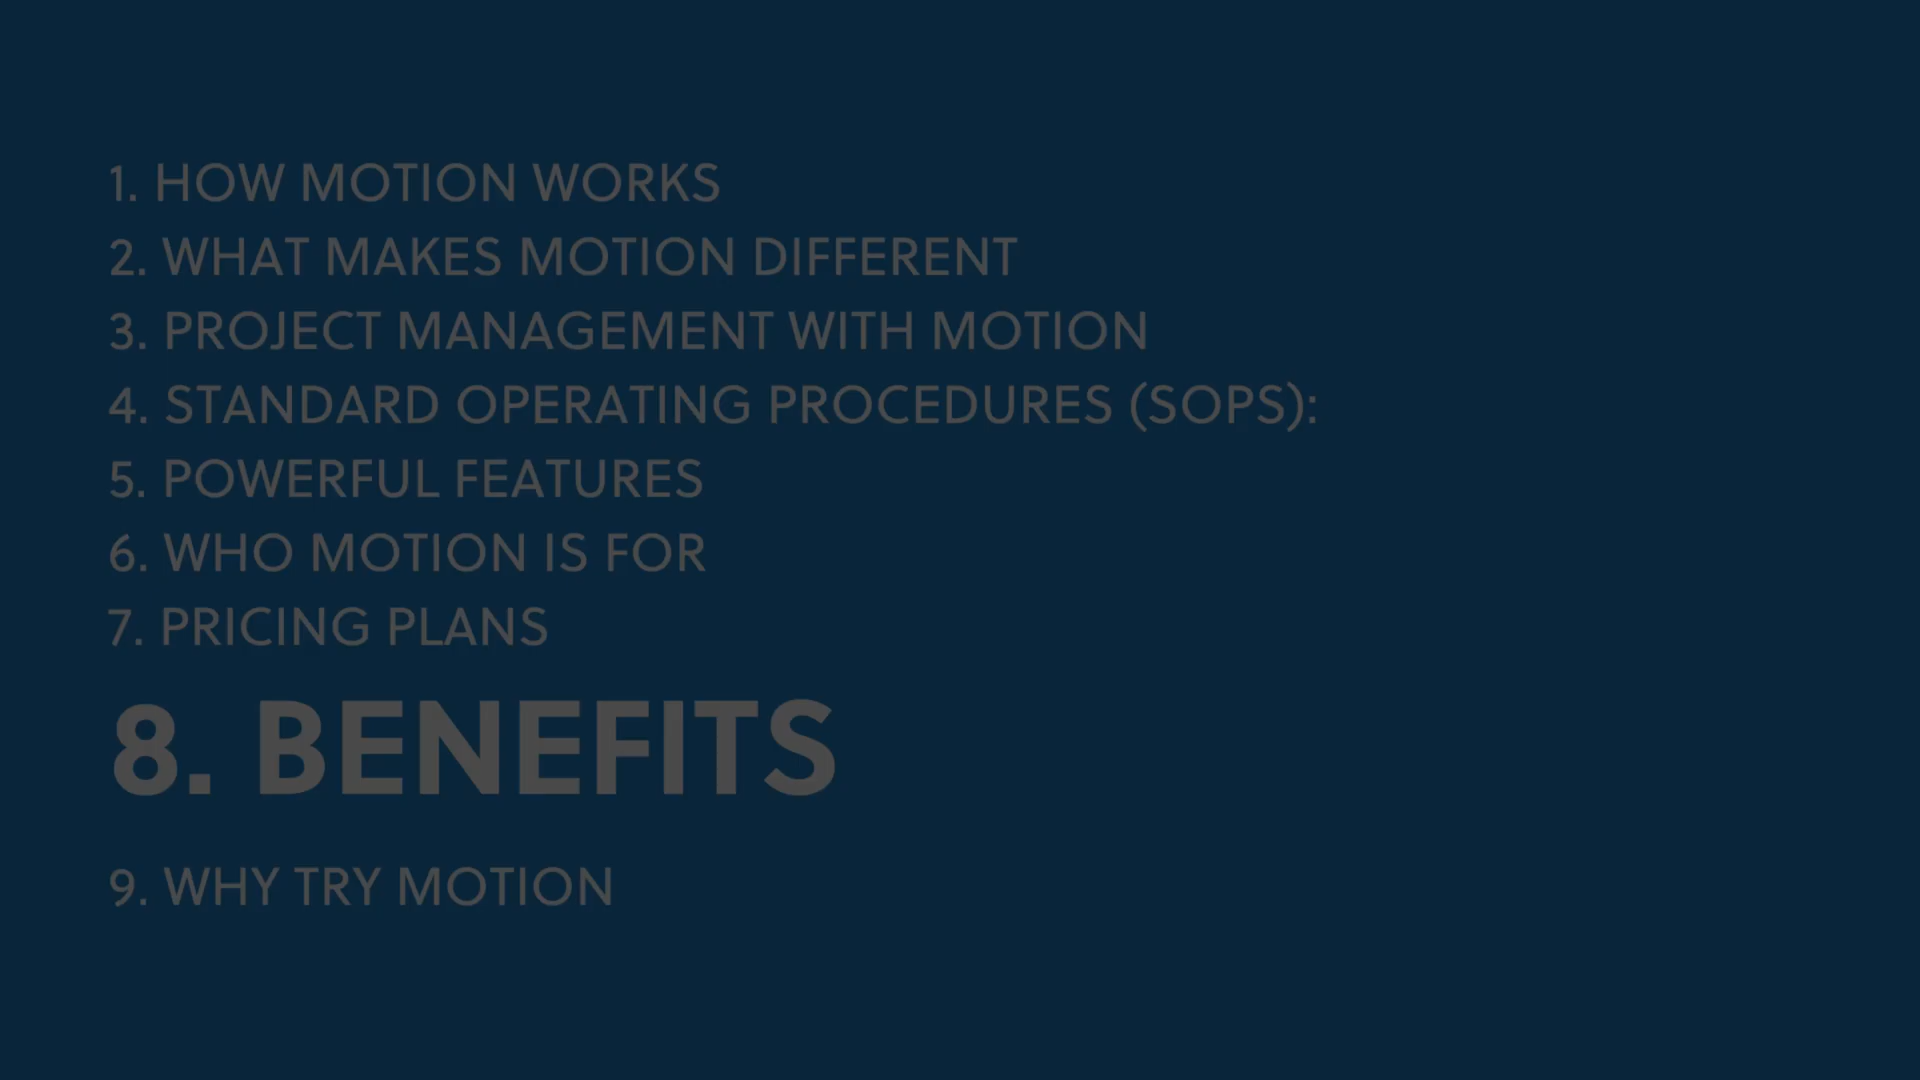 1. HOW MOTION WORKS
2. WHAT MAKES MOTION DIFFERENT
3. PROJECT MANAGEMENT WITH MOTION
4. STANDARD OPERATING PROCEDURES (SOPS):
5. POWERFUL FEATURES
6. WHO MOTION IS FOR
7. PRICING PLANS
8. BENEFITS
9. WHY TRY MOTION